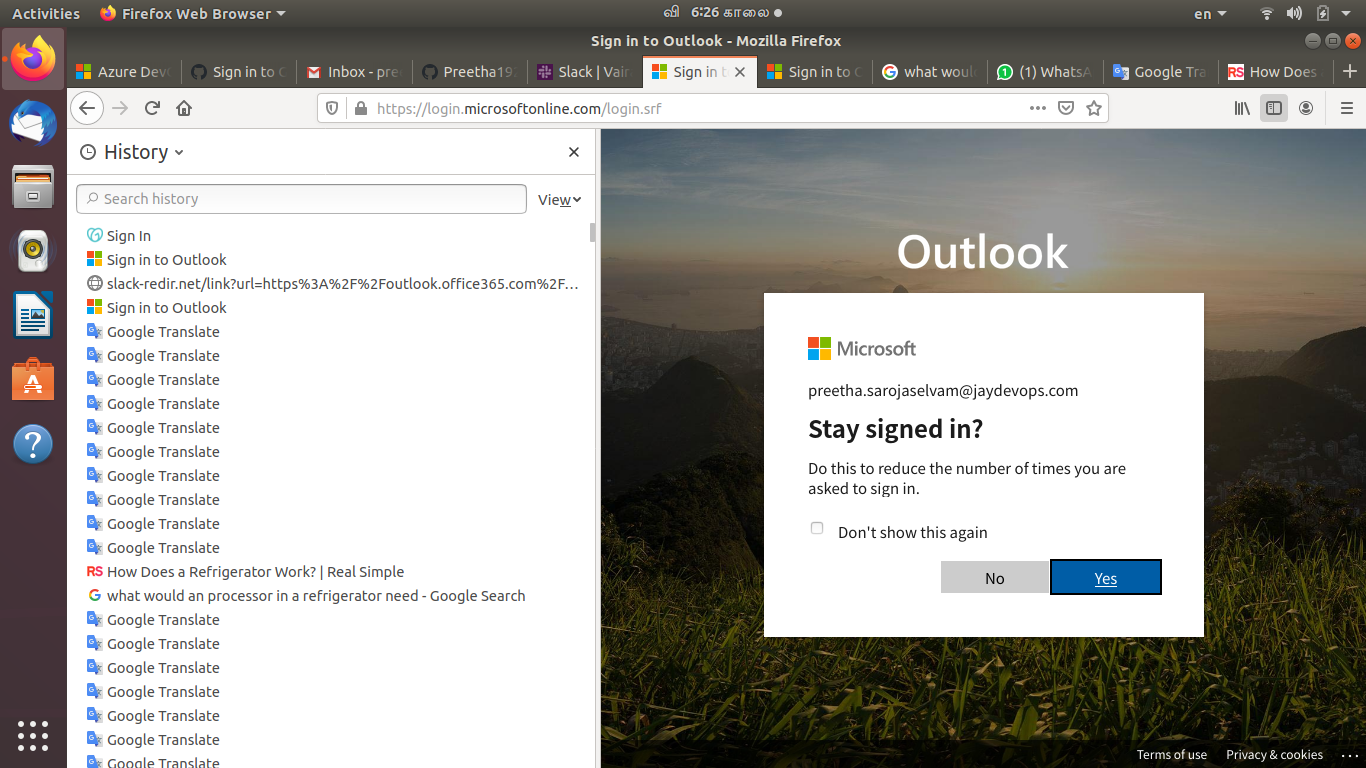 Activities
Firefox Web Browser
வி 6:26 காலை
en
Sign in to Outlook - Mozilla Firefox
Azure Dev
Sign in to
Inbox - pre
Preetha19
Slack | Vair
Sign in t
Sign in to
what woul
(1) WhatsA
Google Tra
How Does
https://login.microsoftonline.com/login.srf
History
Search history
View
Sign In
Sign in to Outlook
slack-redir.net/link?url=https%3A%2F%2Foutlook.office365.com%2F...
Sign in to Outlook
Google Translate
Google Translate
Google Translate
Google Translate
Google Translate
Google Translate
Google Translate
Google Translate
Google Translate
Google Translate
RS How Does a Refrigerator Work? | Real Simple
what would an processor in a refrigerator need - Google Search
Google Translate
Google Translate
Google Translate
Google Translate
Google Translate
Google Translate
Google Translate
Outlook
Microsoft
preetha.sarojaselvam@jaydevops.com
Stay signed in?
Do this to reduce the number of times you are
asked to sign in.
Don't show this again
No
Yes
Terms of use
Privacy & cookies
...